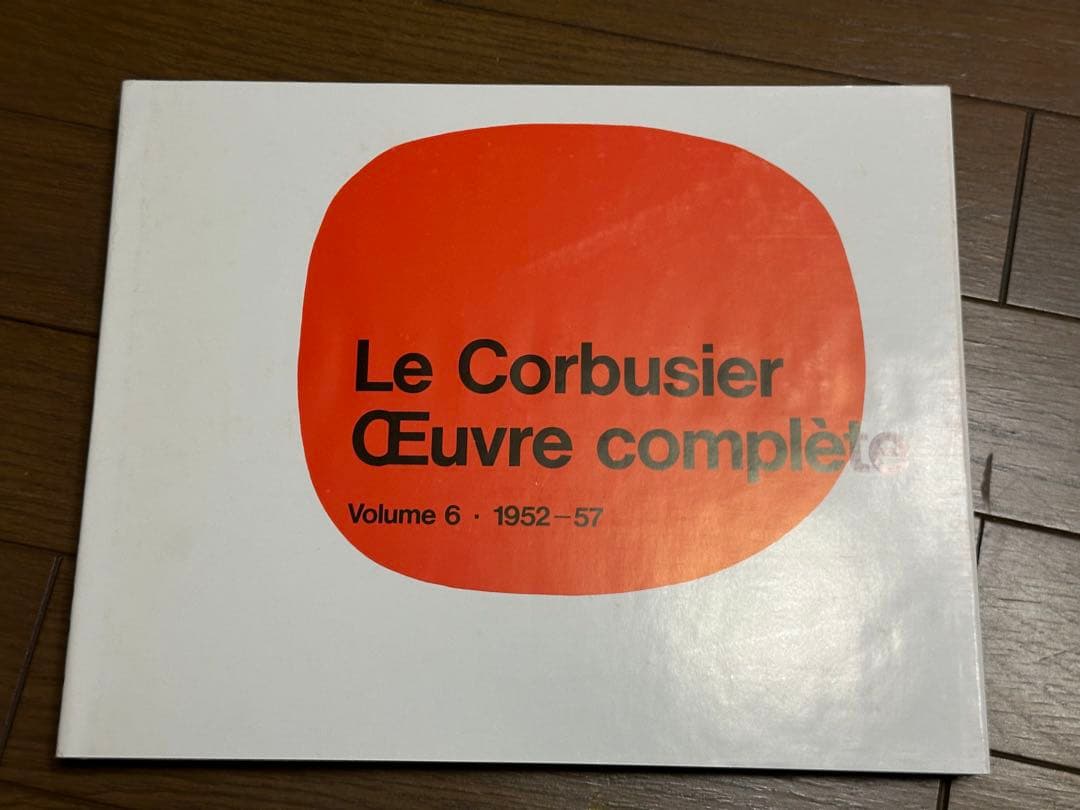 Le Corbusier
Œuvre complète
Volume 6 · 1952–57